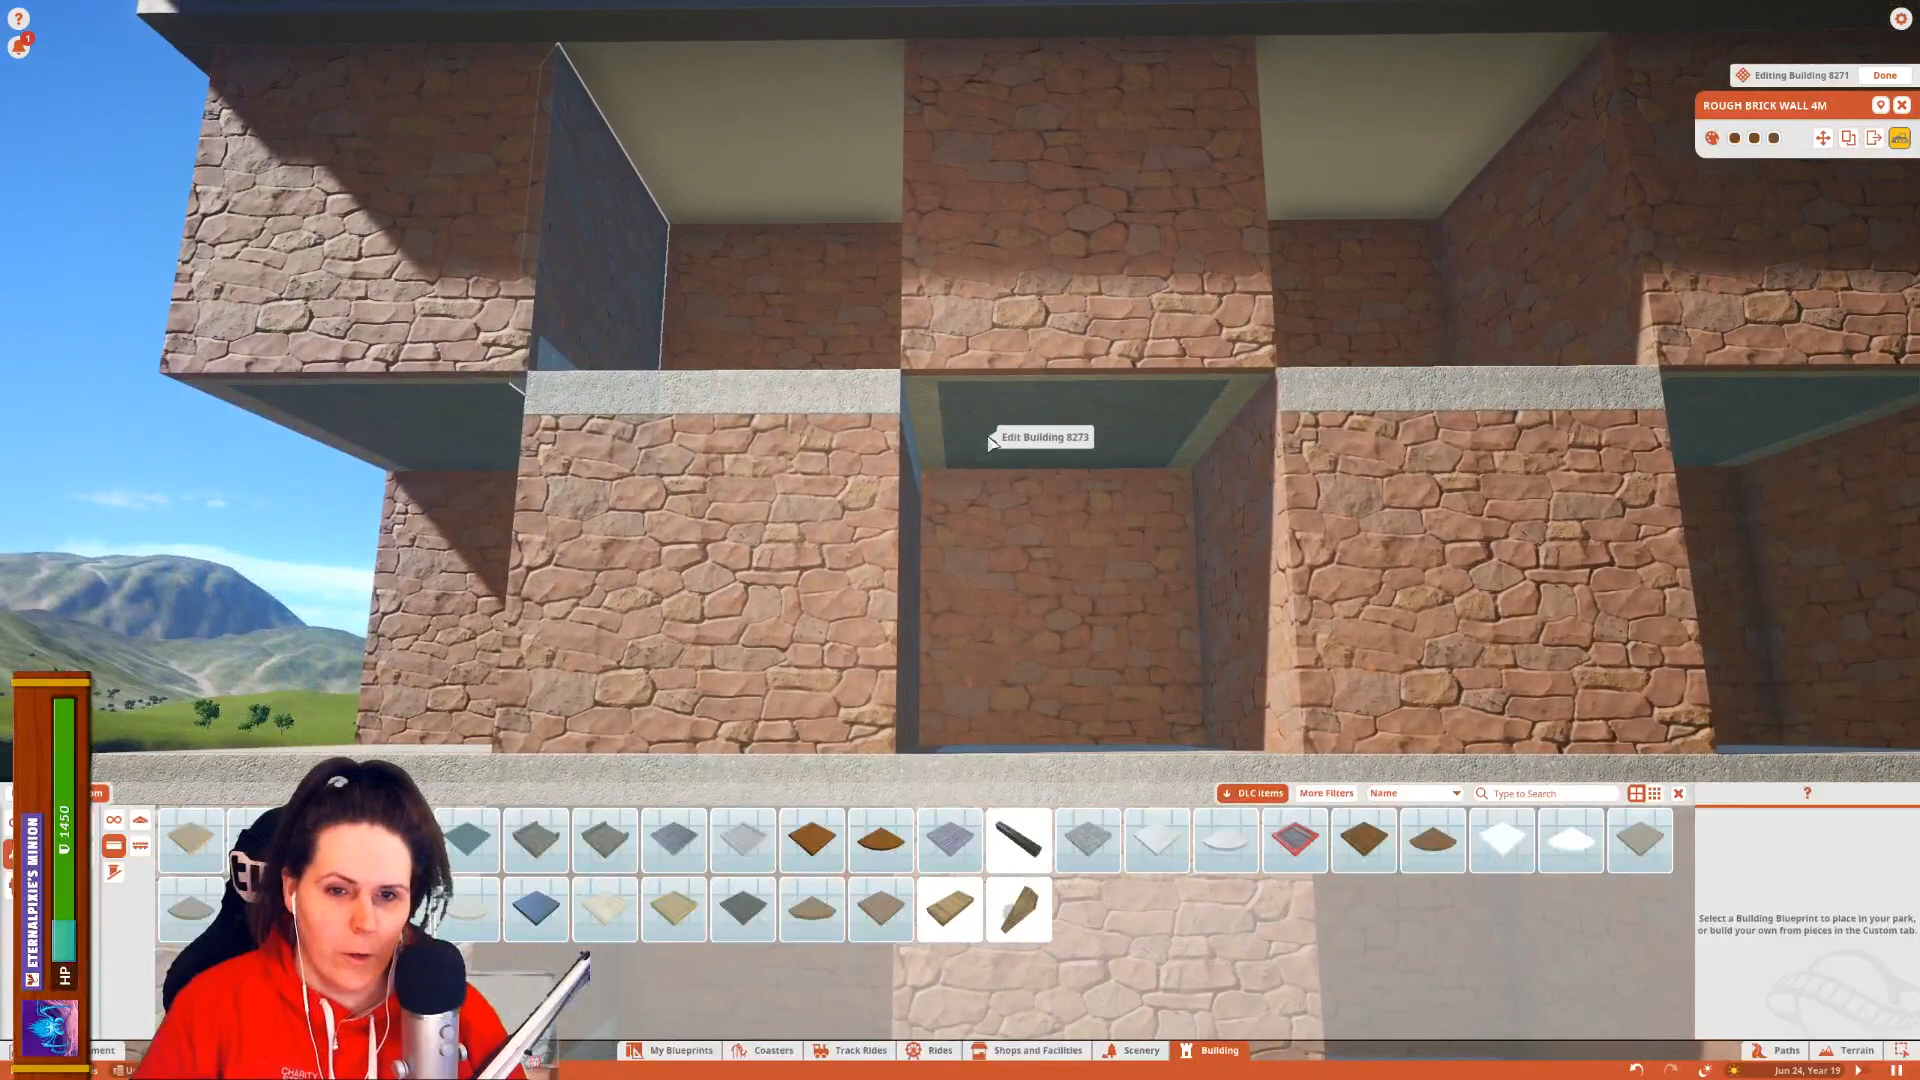 ?
1
Editing Building 8271 Done
ROUGH BRICK WALL 4M
Edit Building 8273
DLC Items More Filters Name Type to Search
?
1450
ETERNALPIXIE'S MINION
HP
Select a Building Blueprint to place in your park,
or build your own from pieces in the Custom tab.
CHARITY
My Blueprints Coasters Track Rides Rides Shops and Facilities Scenery Building Paths Terrain
Jun 24, Year 19